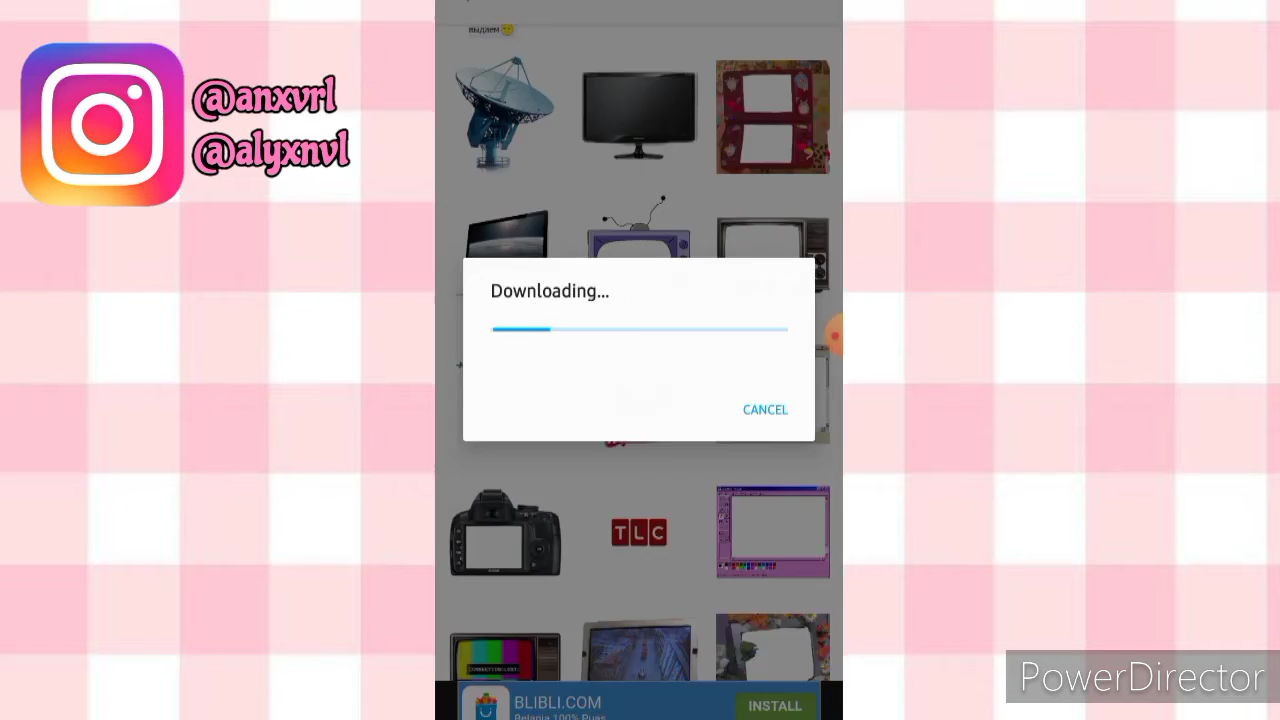 @anxvrl
@alyxnvl
выдаем
Downloading...
CANCEL
TLC
BLIBLI.COM
Belanja 100% Puas
INSTALL
PowerDirector